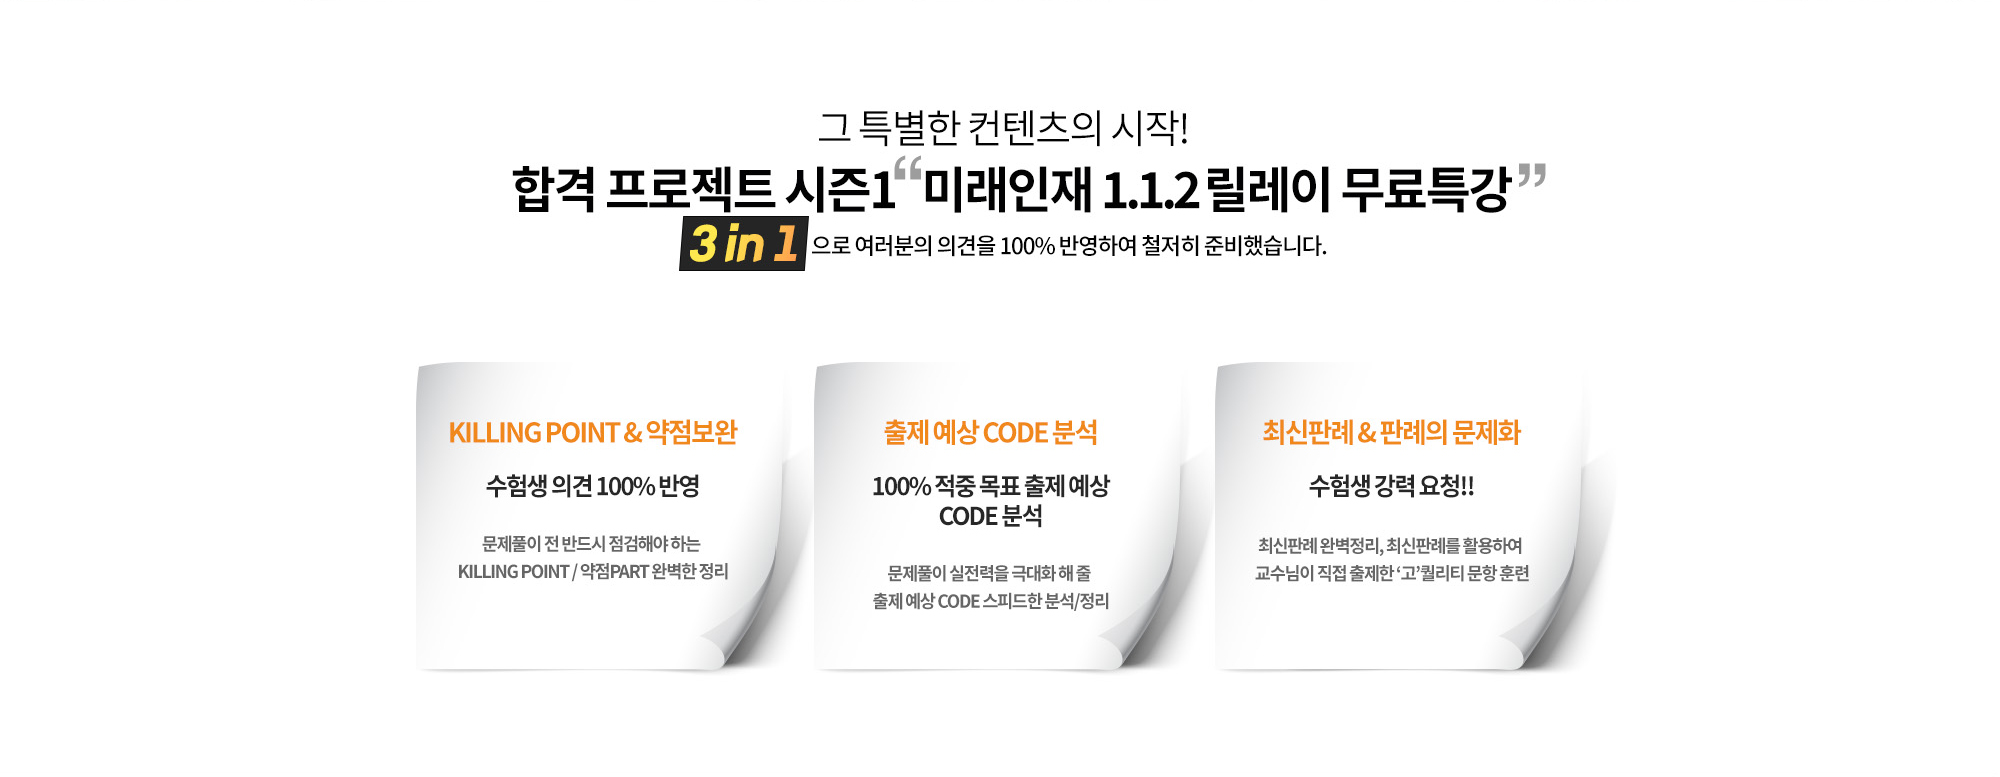 그 특별한 컨텐츠의 시작!
합격 프로젝트 시즌1 “미래인재 1.1.2 릴레이 무료특강”
3 in 1 으로 여러분의 의견을 100% 반영하여 철저히 준비했습니다.
KILLING POINT & 약점보완
수험생 의견 100% 반영
문제풀이 전 반드시 점검해야 하는
KILLING POINT / 약점PART 완벽한 정리
출제 예상 CODE 분석
100% 적중 목표 출제 예상
CODE 분석
문제풀이 실전력을 극대화 해 줄
출제 예상 CODE 스피드한 분석/정리
최신판례 & 판례의 문제화
수험생 강력 요청!!
최신판례 완벽정리, 최신판례를 활용하여
교수님이 직접 출제한 ‘고’퀄리티 문항 훈련